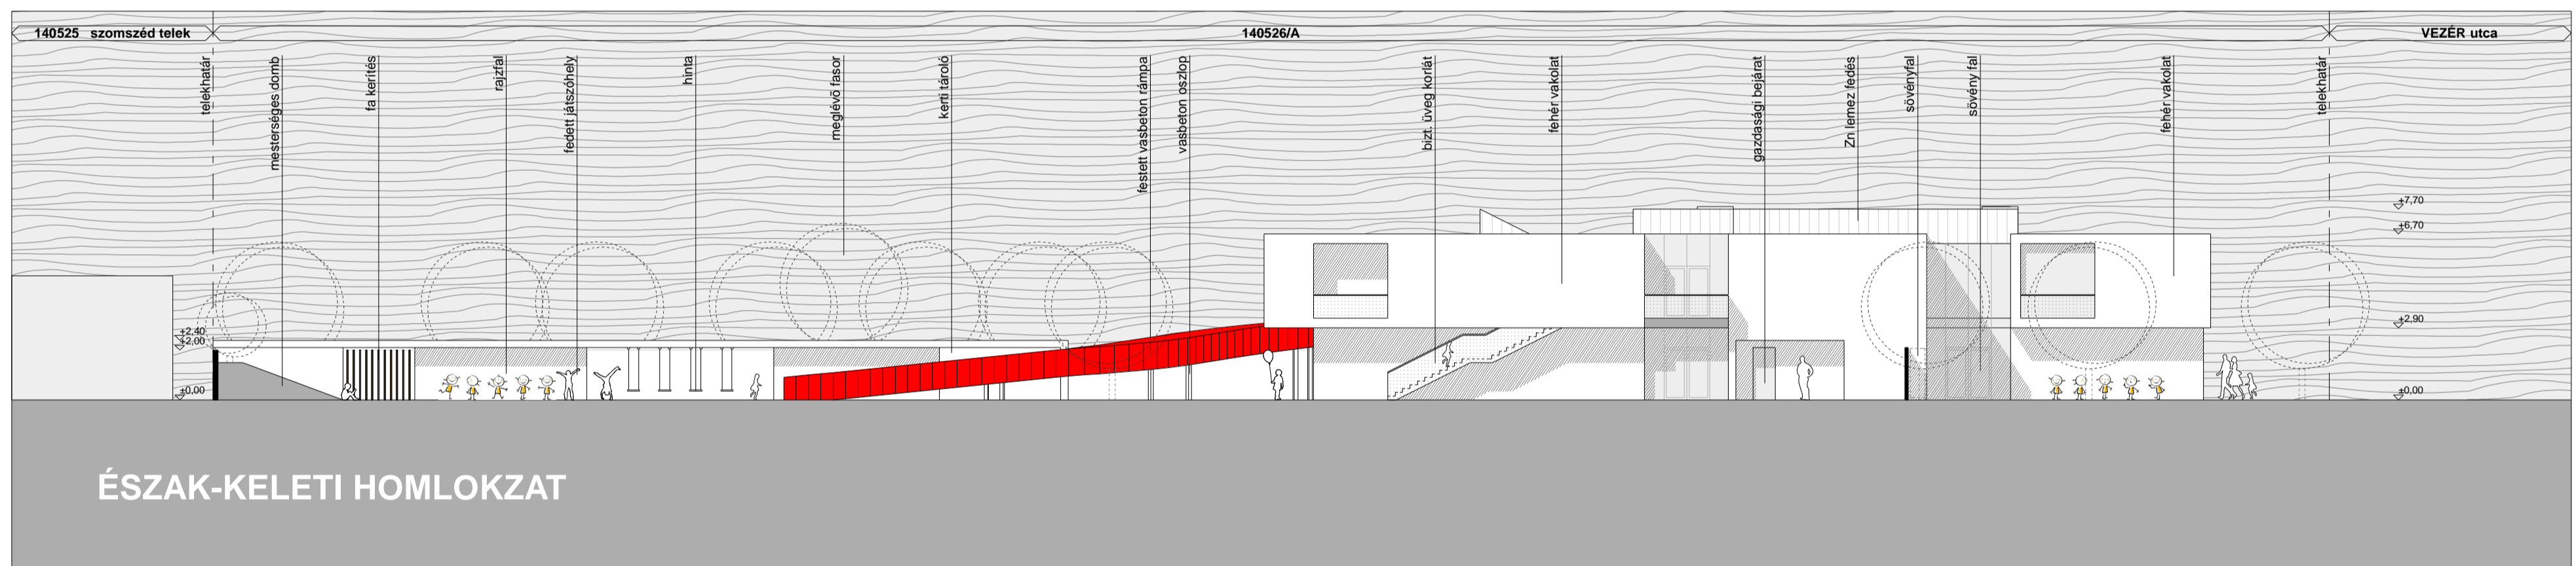 140525 szomszéd telek
140526/A
VEZÉR utca
telekhatár
mesterséges domb
fa kerítés
rajzfal
fedett játszóhely
hinta
meglévõ fasor
kerti tároló
festett vasbeton rámpa
vasbeton oszlop
bizt. üveg korlát
fehér vakolat
gazdasági bejárat
Zn lemez fedés
sövényfal
sövény fal
fehér vakolat
telekhatár
+7,70
+6,70
+2,40
+2,00
+2,90
±0,00
±0,00
ÉSZAK-KELETI HOMLOKZAT